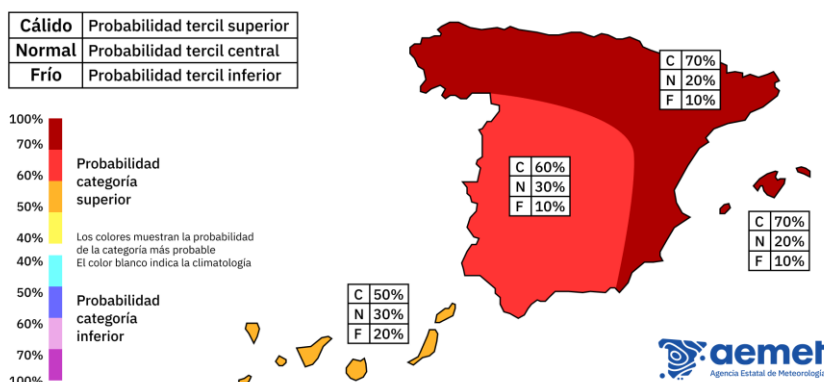 Cálido Probabilidad tercil superior
Normal Probabilidad tercil central
Frío Probabilidad tercil inferior
100%
70%
60%
50%
40%
40%
50%
60%
70%
100%
Probabilidad
categoría
superior
Los colores muestran la probabilidad
de la categoría más probable
El color blanco indica la climatología
Probabilidad
categoría
inferior
C 70%
N 20%
F 10%
C 60%
N 30%
F 10%
C 70%
N 20%
F 10%
C 50%
N 30%
F 20%
aemet
Agencia Estatal de Meteorología